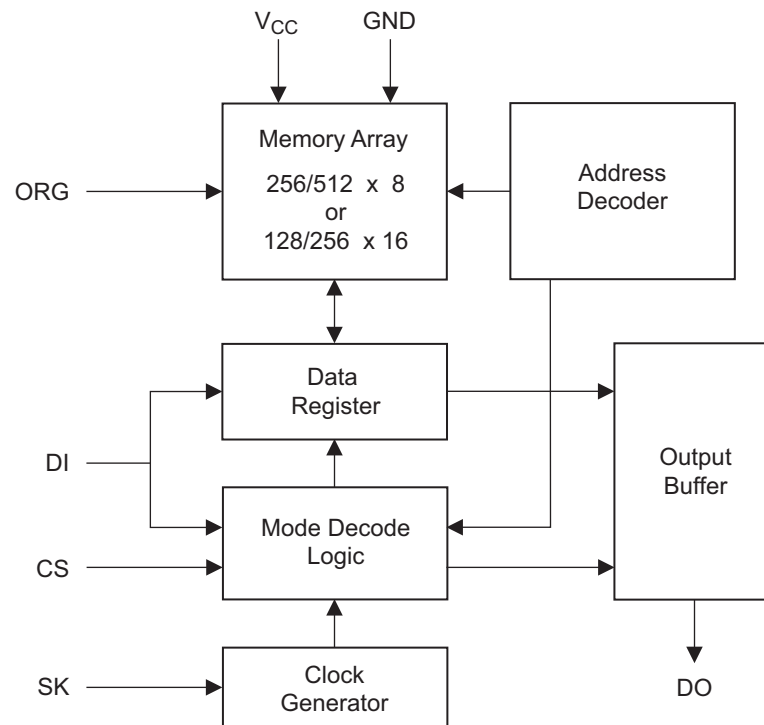 VCC
GND
Memory Array
256/512 x 8
or
128/256 x 16
Address
Decoder
ORG
Data
Register
DI
Output
Buffer
Mode Decode
Logic
CS
Clock
Generator
SK
DO